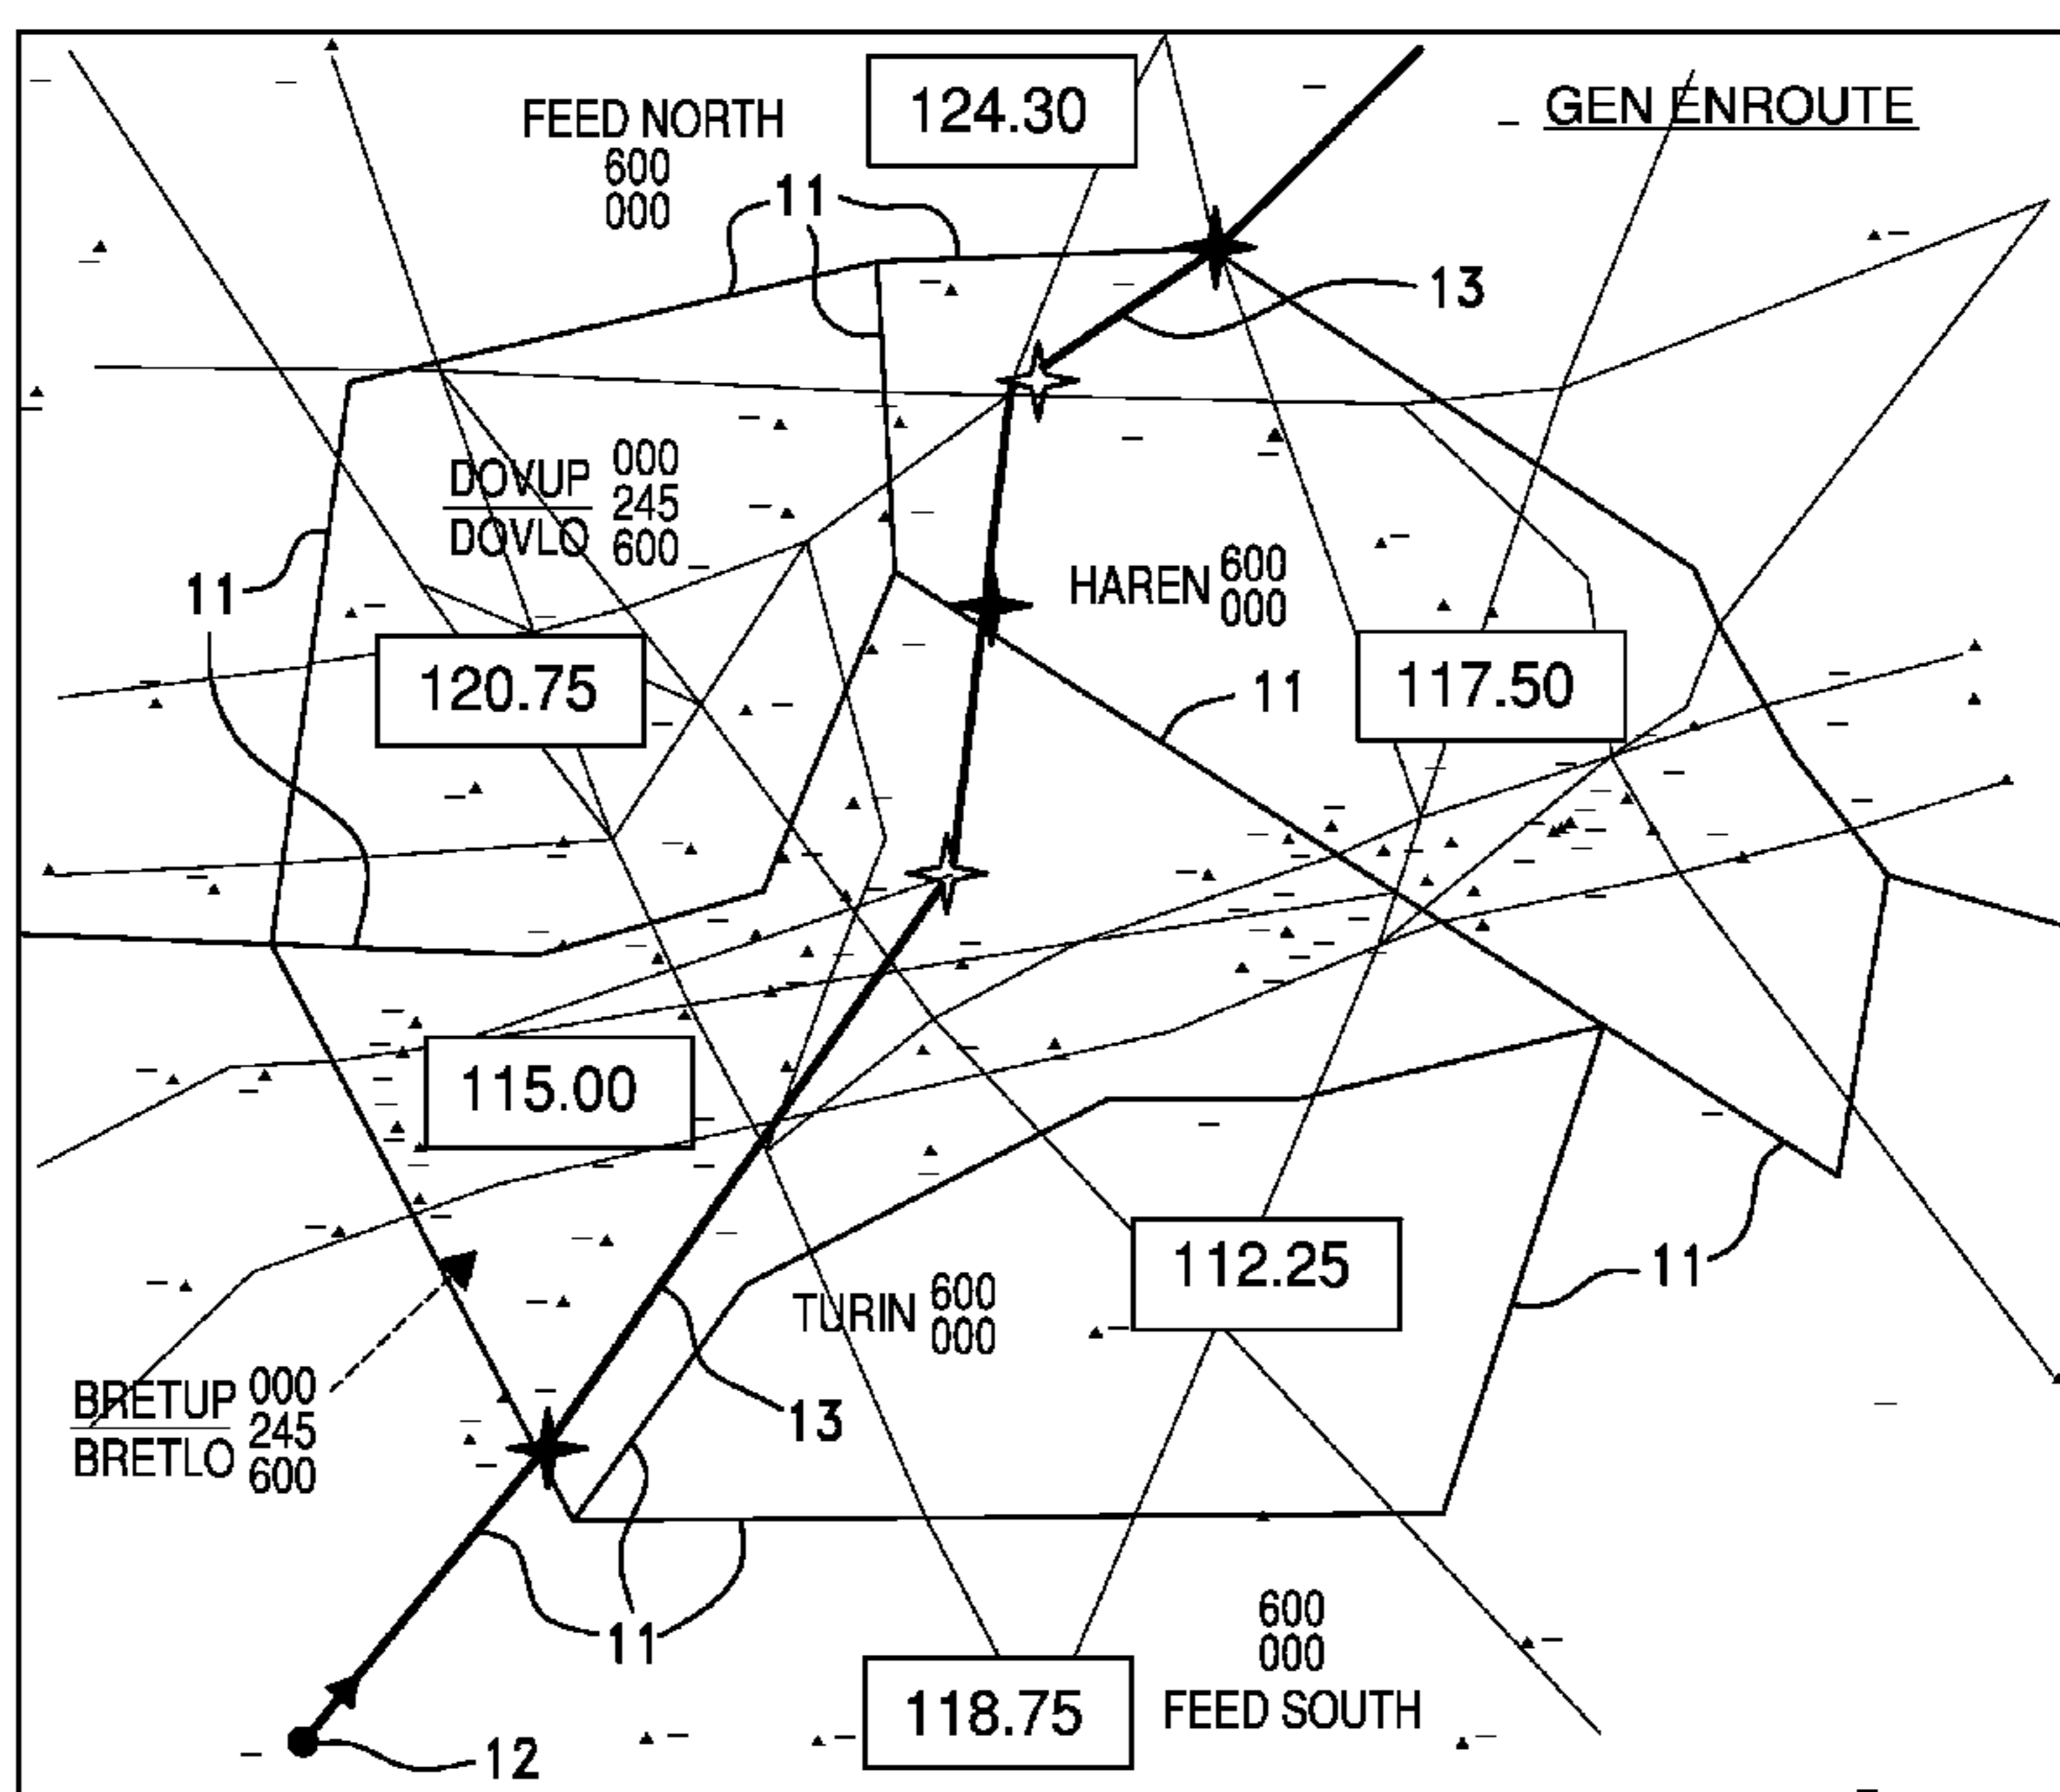 124.30
GEN ENROUTE
FEED NORTH
600
000
11
13
DOVUP 000
245
DOVLO 600
11
HAREN 600
000
120.75
117.50
11
115.00
112.25
11
TURIN 600
000
BRETUP 000
245
BRETLO 600
13
11
600
000
FEED SOUTH
118.75
12